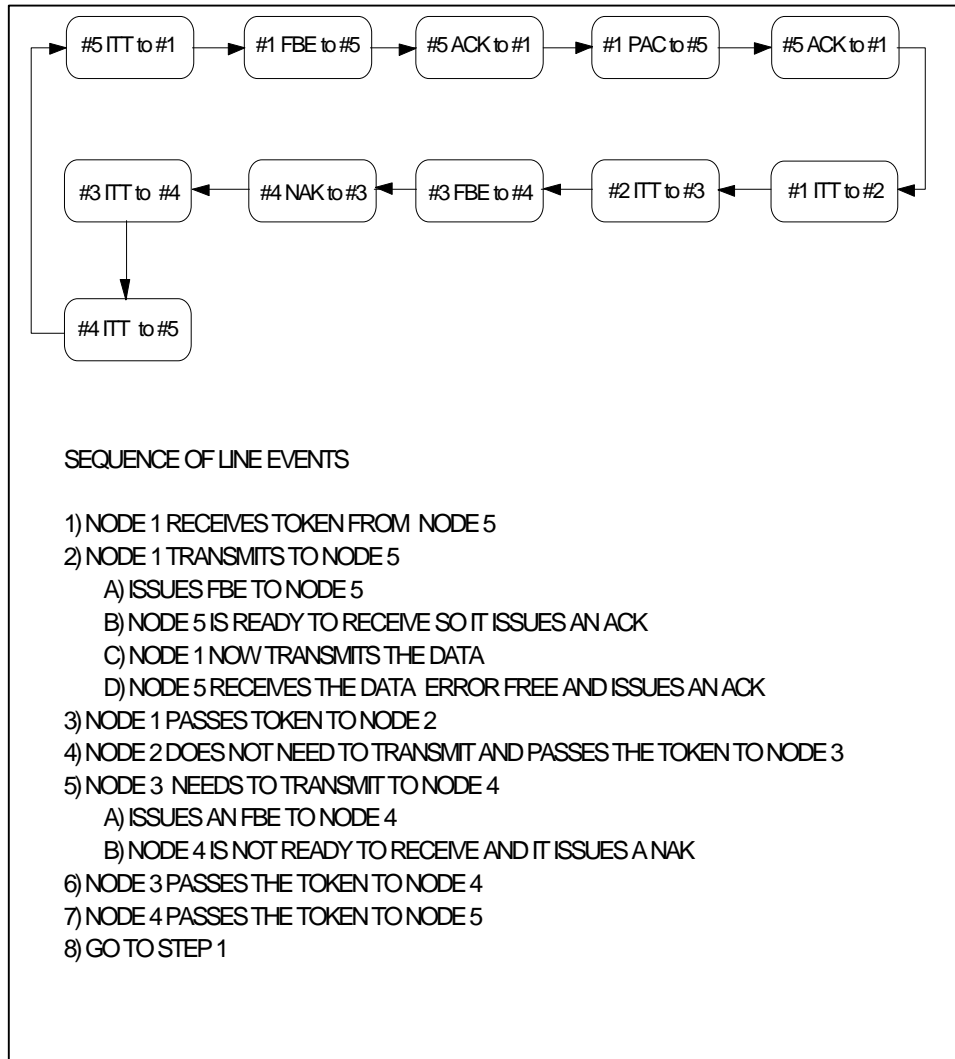 #5 ITT to #1
#1 FBE to #5
#5 ACK to #1
#1 PAC to #5
#5 ACK to #1
#3 ITT to #4
#4 NAK to #3
#3 FBE to #4
#2 ITT to #3
#1 ITT to #2
#4 ITT to #5
SEQUENCE OF LINE EVENTS
1) NODE 1 RECEIVES TOKEN FROM NODE 5
2) NODE 1 TRANSMITS TO NODE 5
A) ISSUES FBE TO NODE 5
B) NODE 5 IS READY TO RECEIVE SO IT ISSUES AN ACK
C) NODE 1 NOW TRANSMITS THE DATA
D) NODE 5 RECEIVES THE DATA ERROR FREE AND ISSUES AN ACK
3) NODE 1 PASSES TOKEN TO NODE 2
4) NODE 2 DOES NOT NEED TO TRANSMIT AND PASSES THE TOKEN TO NODE 3
5) NODE 3 NEEDS TO TRANSMIT TO NODE 4
A) ISSUES AN FBE TO NODE 4
B) NODE 4 IS NOT READY TO RECEIVE AND IT ISSUES A NAK
6) NODE 3 PASSES THE TOKEN TO NODE 4
7) NODE 4 PASSES THE TOKEN TO NODE 5
8) GO TO STEP 1